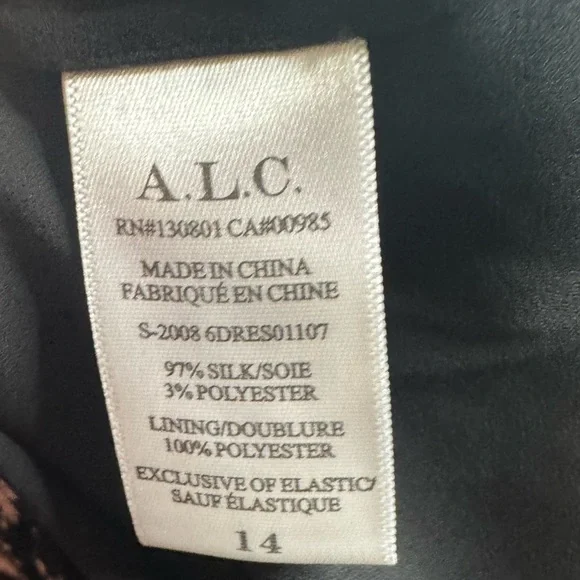 A.L.C.
RN#130801 CA#00985
MADE IN CHINA
FABRIQUÉ EN CHINE
S-2008 6DRES01107
97% SILK/SOIE
3% POLYESTER
LINING/DOUBLURE
100% POLYESTER
EXCLUSIVE OF ELASTIC/
SAUF ÉLASTIQUE
14